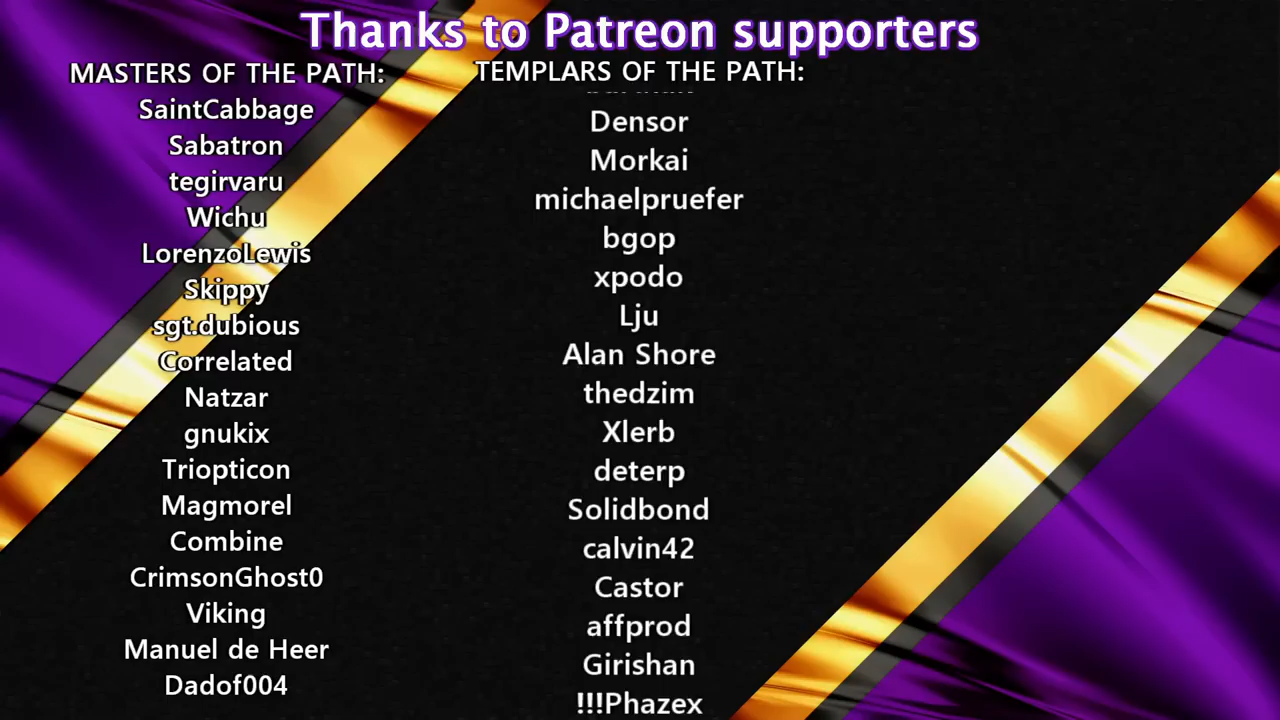 Thanks to Patreon supporters
MASTERS OF THE PATH:
SaintCabbage
Sabatron
tegirvaru
Wichu
LorenzoLewis
Skippy
sgt.dubious
Correlated
Natzar
gnukix
Triopticon
Magmorel
Combine
CrimsonGhost0
Viking
Manuel de Heer
Dadof004
TEMPLARS OF THE PATH:
Densor
Morkai
michaelpruefer
bgop
xpodo
Lju
Alan Shore
thedzim
Xlerb
deterp
Solidbond
calvin42
Castor
affprod
Girishan
!!!Phazex